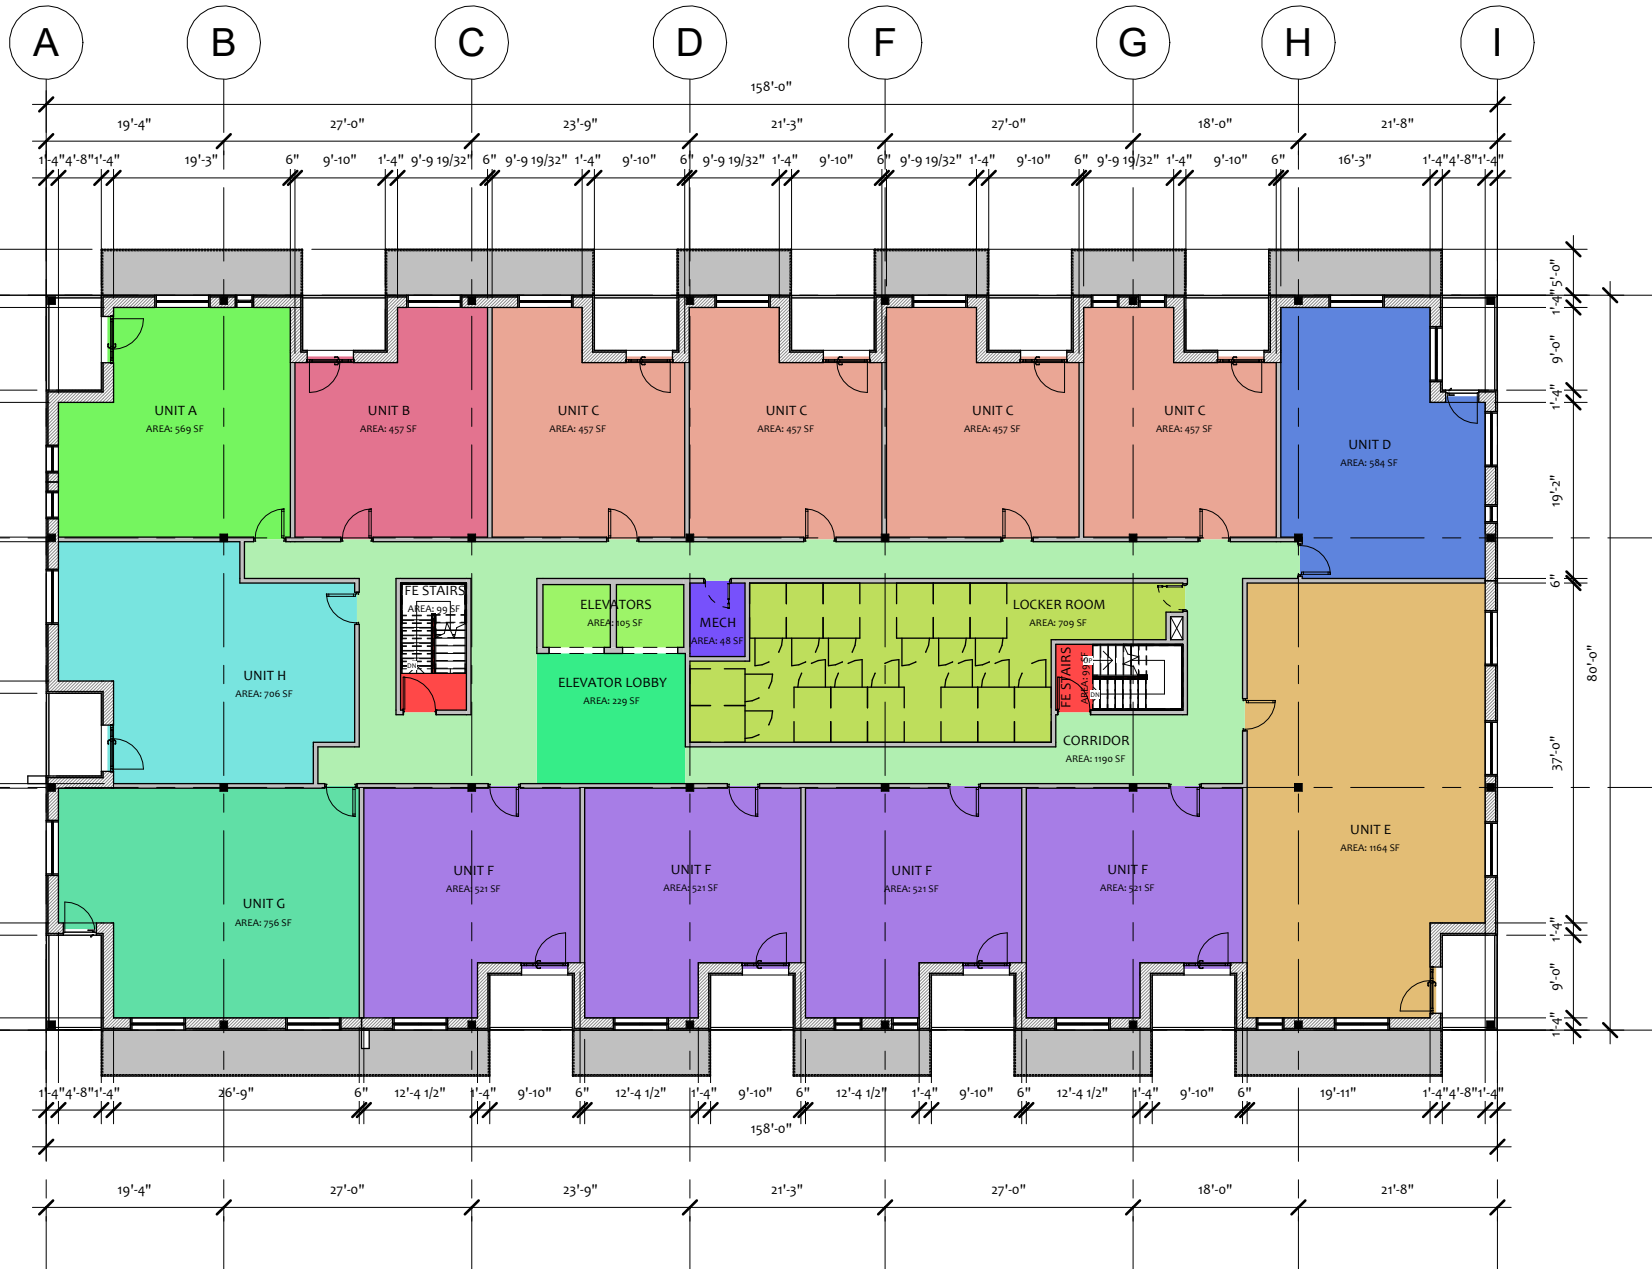 A B C D F G H I
158'-0"
19'-4" 27'-0" 23'-9" 21'-3" 27'-0" 18'-0" 21'-8"
1'-4" 4'-8" 1'-4" 19'-3" 6" 9'-10" 1'-4" 9'-9 19/32" 6" 9'-9 19/32" 1'-4" 9'-10" 6" 9'-9 19/32" 1'-4" 9'-10" 6" 9'-9 19/32" 1'-4" 9'-10" 6" 9'-9 19/32" 1'-4" 9'-10" 6" 16'-3" 1'-4" 4'-8" 1'-4"
5'-0"
1'-4"
9'-0"
1'-4"
19'-2"
6"
37'-0"
1'-4"
9'-0"
1'-4"
80'-0"
UNIT A
AREA: 569 SF
UNIT B
AREA: 457 SF
UNIT C
AREA: 457 SF
UNIT C
AREA: 457 SF
UNIT C
AREA: 457 SF
UNIT C
AREA: 457 SF
UNIT D
AREA: 584 SF
FE STAIRS
AREA: 99 SF
DN
ELEVATORS
AREA: 105 SF
MECH
AREA: 48 SF
LOCKER ROOM
AREA: 709 SF
UNIT H
AREA: 706 SF
ELEVATOR LOBBY
AREA: 229 SF
FE STAIRS
AREA: 99 SF
UP
DN
CORRIDOR
AREA: 1190 SF
UNIT E
AREA: 1164 SF
UNIT G
AREA: 756 SF
UNIT F
AREA: 521 SF
UNIT F
AREA: 521 SF
UNIT F
AREA: 521 SF
UNIT F
AREA: 521 SF
1'-4" 4'-8" 1'-4" 26'-9" 6" 12'-4 1/2" 1'-4" 9'-10" 6" 12'-4 1/2" 1'-4" 9'-10" 6" 12'-4 1/2" 1'-4" 9'-10" 6" 12'-4 1/2" 1'-4" 9'-10" 6" 19'-11" 1'-4" 4'-8" 1'-4"
158'-0"
19'-4" 27'-0" 23'-9" 21'-3" 27'-0" 18'-0" 21'-8"